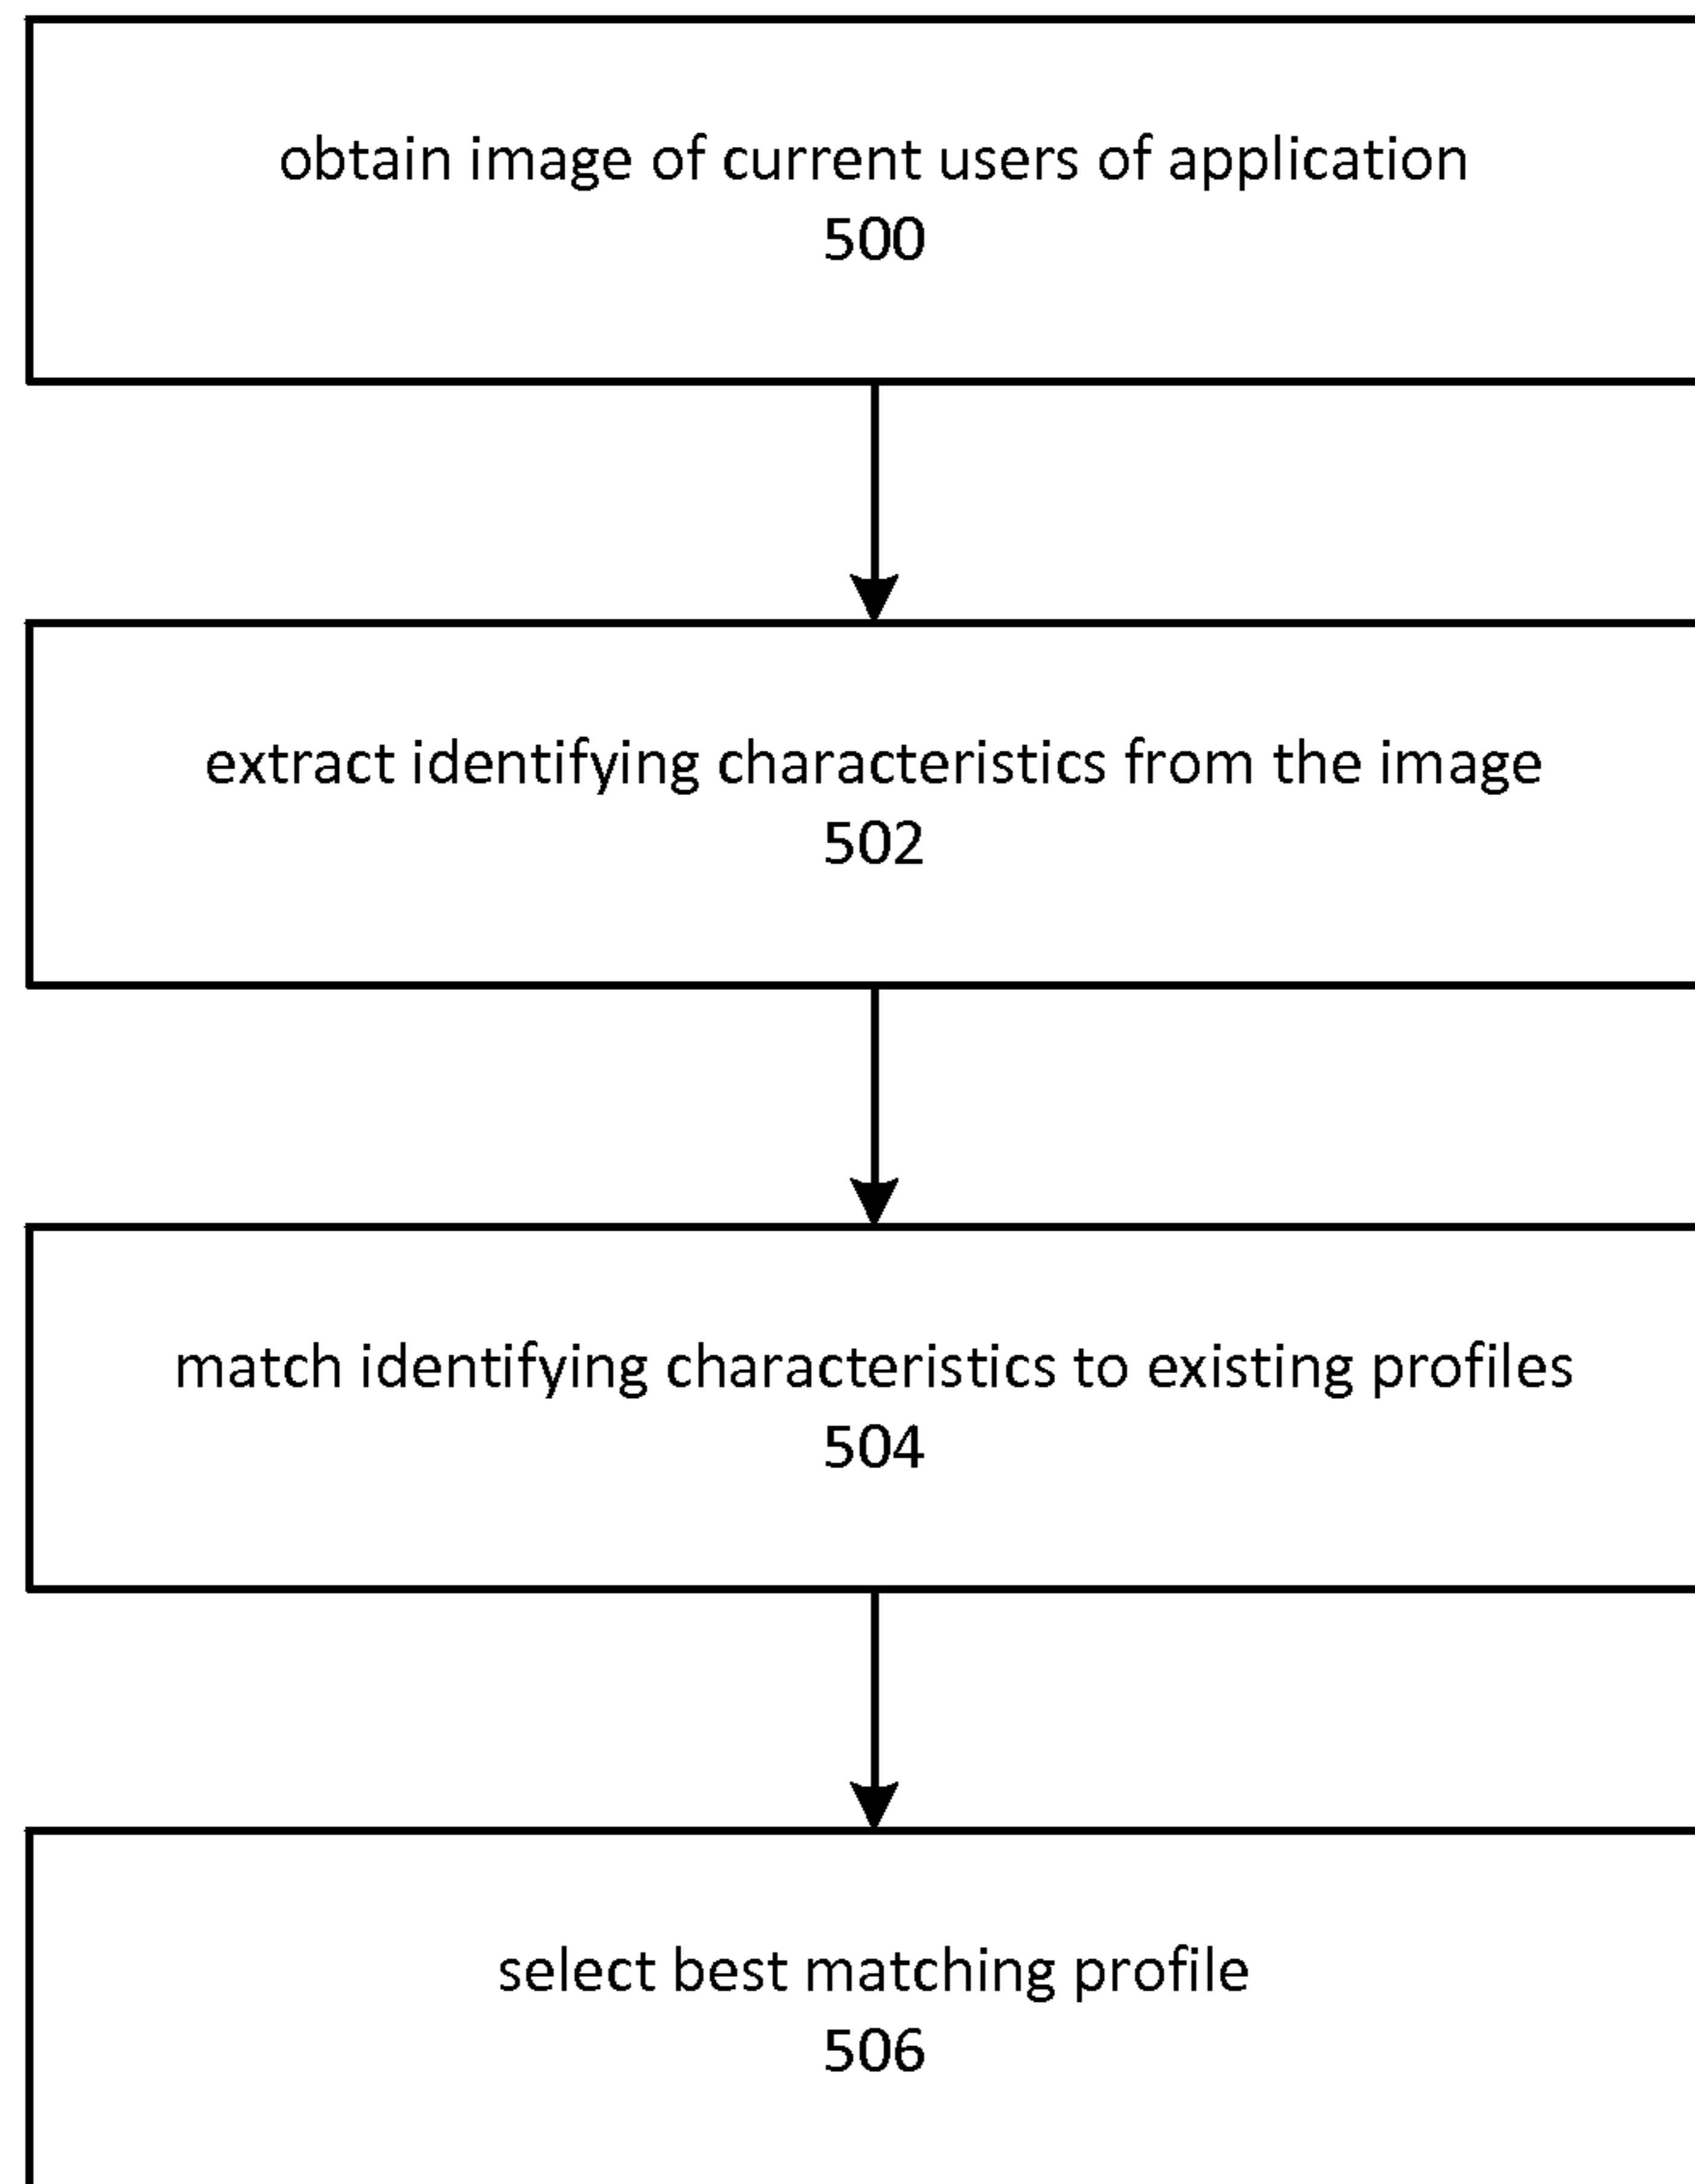 obtain image of current users of application
500
extract identifying characteristics from the image
502
match identifying characteristics to existing profiles
504
select best matching profile
506